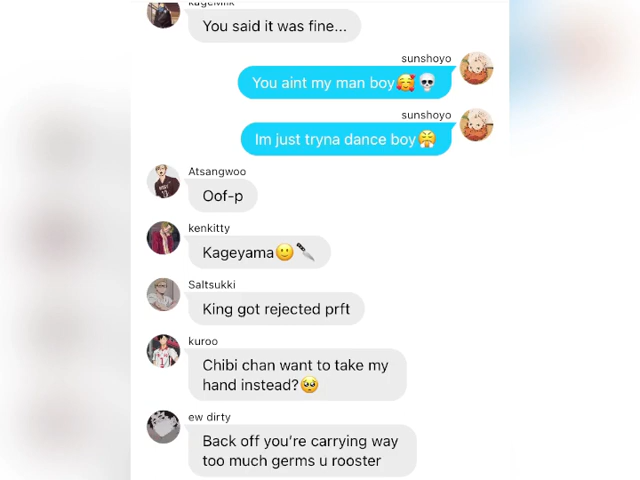 kageMilk
You said it was fine...
sunshoyo
You aint my man boy🥰💀
sunshoyo
Im just tryna dance boy😤
Atsangwoo
Oof-p
kenkitty
Kageyama🙂🔪
Saltsukki
King got rejected prft
kuroo
Chibi chan want to take my
hand instead?🥺
ew dirty
Back off you’re carrying way
too much germs u rooster